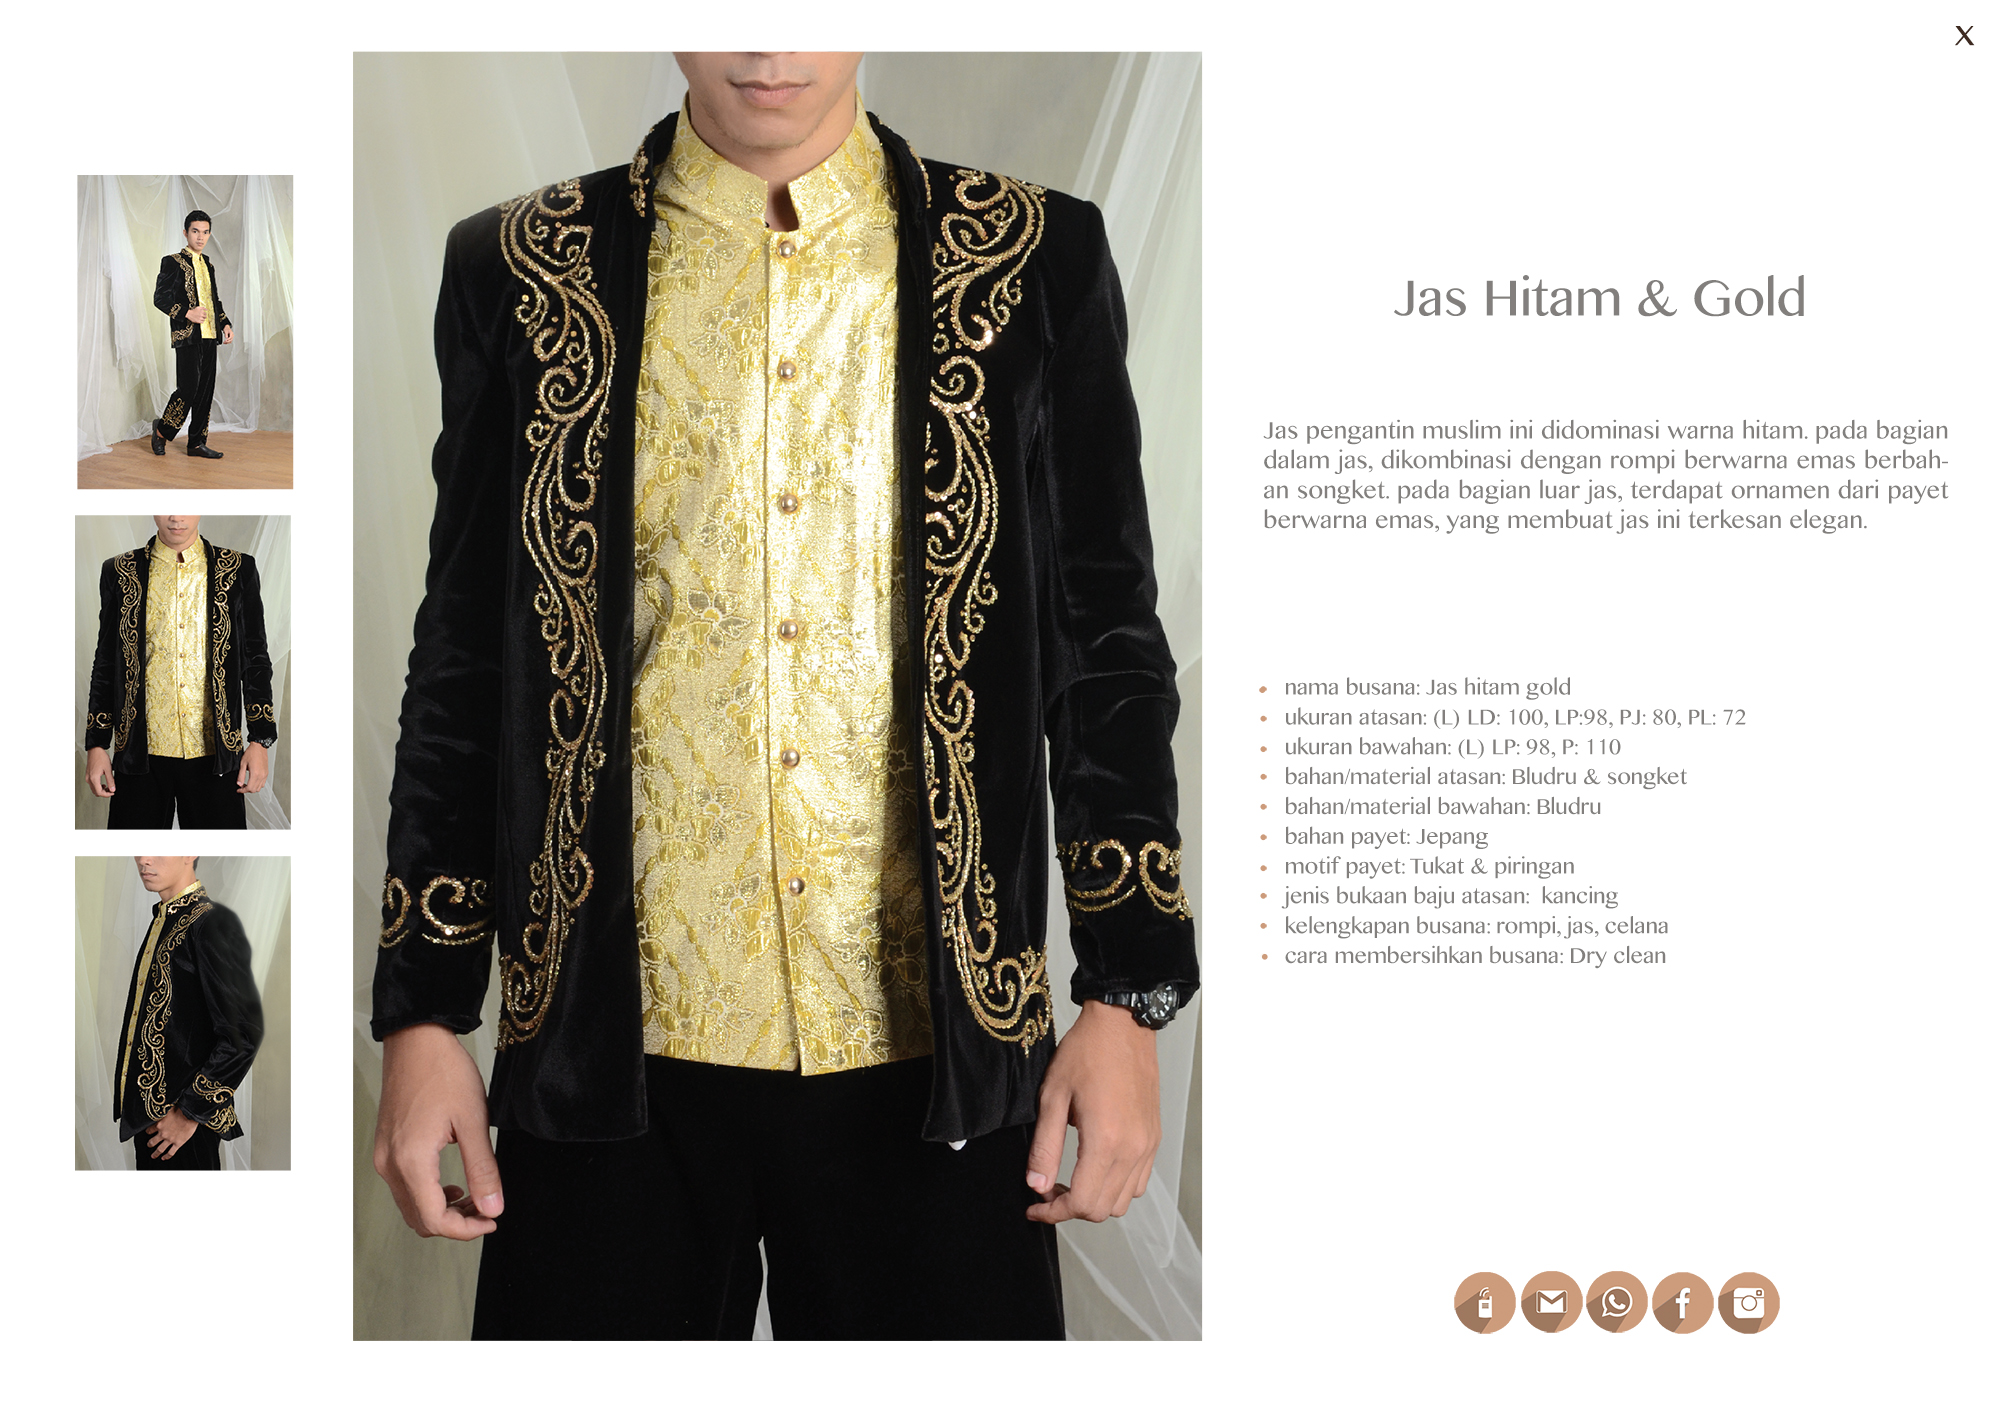 X
Jas Hitam & Gold
Jas pengantin muslim ini didominasi warna hitam. pada bagian
dalam jas, dikombinasi dengan rompi berwarna emas berbah-
an songket. pada bagian luar jas, terdapat ornamen dari payet
berwarna emas, yang membuat jas ini terkesan elegan.
• nama busana: Jas hitam gold
• ukuran atasan: (L) LD: 100, LP:98, PJ: 80, PL: 72
• ukuran bawahan: (L) LP: 98, P: 110
• bahan/material atasan: Bludru & songket
• bahan/material bawahan: Bludru
• bahan payet: Jepang
• motif payet: Tukat & piringan
• jenis bukaan baju atasan:  kancing
• kelengkapan busana: rompi, jas, celana
• cara membersihkan busana: Dry clean